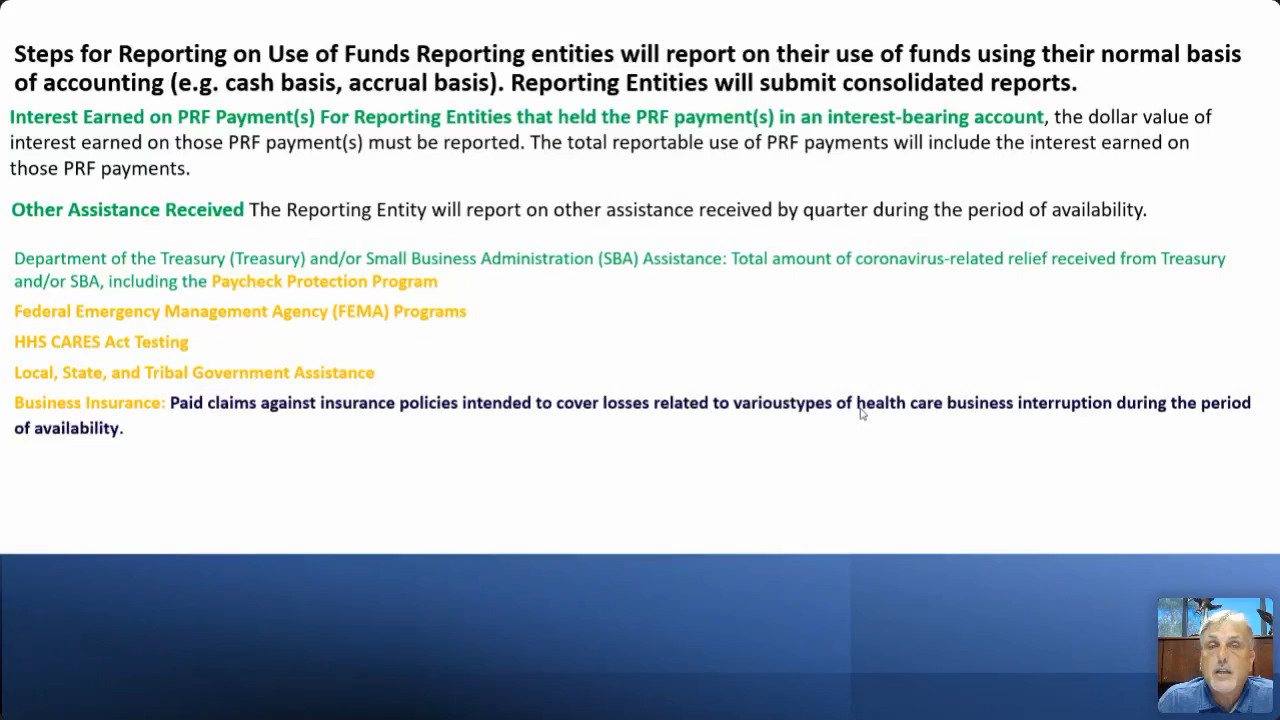 Steps for Reporting on Use of Funds Reporting entities will report on their use of funds using their normal basis
of accounting (e.g. cash basis, accrual basis). Reporting Entities will submit consolidated reports.
Interest Earned on PRF Payment(s) For Reporting Entities that held the PRF payment(s) in an interest-bearing account, the dollar value of
interest earned on those PRF payment(s) must be reported. The total reportable use of PRF payments will include the interest earned on
those PRF payments.
Other Assistance Received The Reporting Entity will report on other assistance received by quarter during the period of availability.
Department of the Treasury (Treasury) and/or Small Business Administration (SBA) Assistance: Total amount of coronavirus-related relief received from Treasury
and/or SBA, including the Paycheck Protection Program
Federal Emergency Management Agency (FEMA) Programs
HHS CARES Act Testing
Local, State, and Tribal Government Assistance
Business Insurance: Paid claims against insurance policies intended to cover losses related to varioustypes of health care business interruption during the period
of availability.